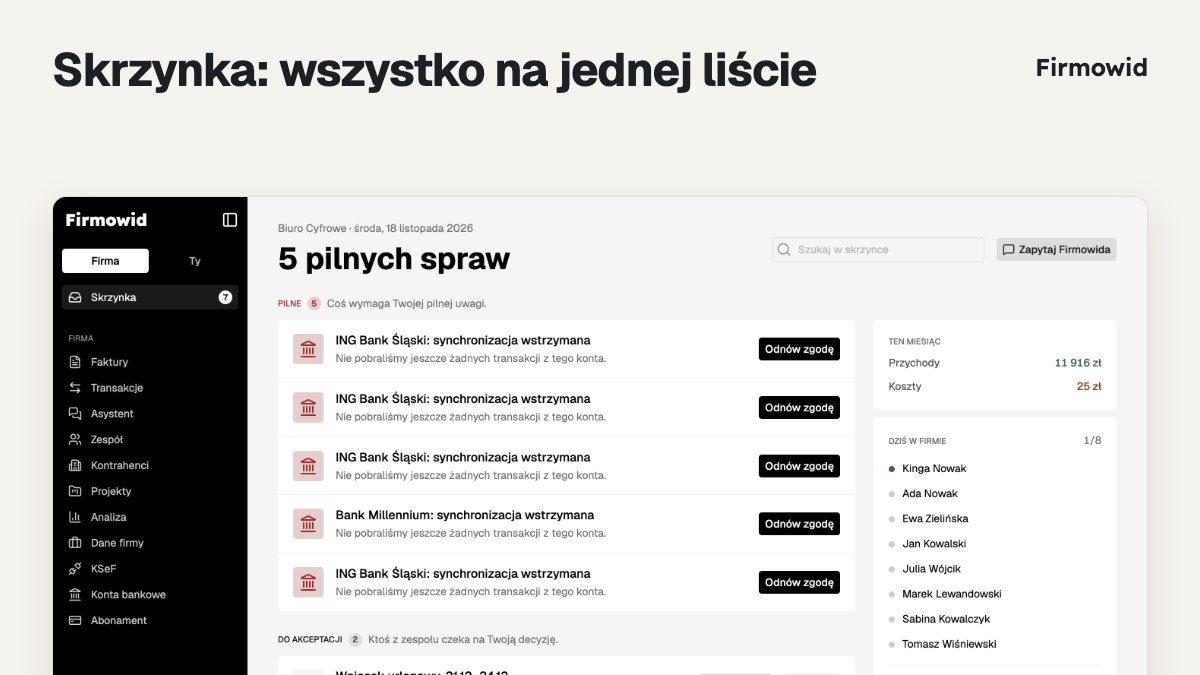 Skrzynka: wszystko na jednej liście
Firmowid
Firmowid
Firma
Ty
Skrzynka
7
FIRMA
Faktury
Transakcje
Asystent
Zespół
Kontrahenci
Projekty
Analiza
Dane firmy
KSeF
Konta bankowe
Abonament
Biuro Cyfrowe · środa, 18 listopada 2026
5 pilnych spraw
Szukaj w skrzynce
Zapytaj Firmowida
PILNE 5 Coś wymaga Twojej pilnej uwagi.
ING Bank Śląski: synchronizacja wstrzymana
Nie pobraliśmy jeszcze żadnych transakcji z tego konta.
Odnów zgodę
ING Bank Śląski: synchronizacja wstrzymana
Nie pobraliśmy jeszcze żadnych transakcji z tego konta.
Odnów zgodę
ING Bank Śląski: synchronizacja wstrzymana
Nie pobraliśmy jeszcze żadnych transakcji z tego konta.
Odnów zgodę
Bank Millennium: synchronizacja wstrzymana
Nie pobraliśmy jeszcze żadnych transakcji z tego konta.
Odnów zgodę
ING Bank Śląski: synchronizacja wstrzymana
Nie pobraliśmy jeszcze żadnych transakcji z tego konta.
Odnów zgodę
DO AKCEPTACJI 2 Ktoś z zespołu czeka na Twoją decyzję.
TEN MIESIĄC
Przychody 11 916 zł
Koszty 25 zł
DZIŚ W FIRMIE 1/8
Kinga Nowak
Ada Nowak
Ewa Zielińska
Jan Kowalski
Julia Wójcik
Marek Lewandowski
Sabina Kowalczyk
Tomasz Wiśniewski